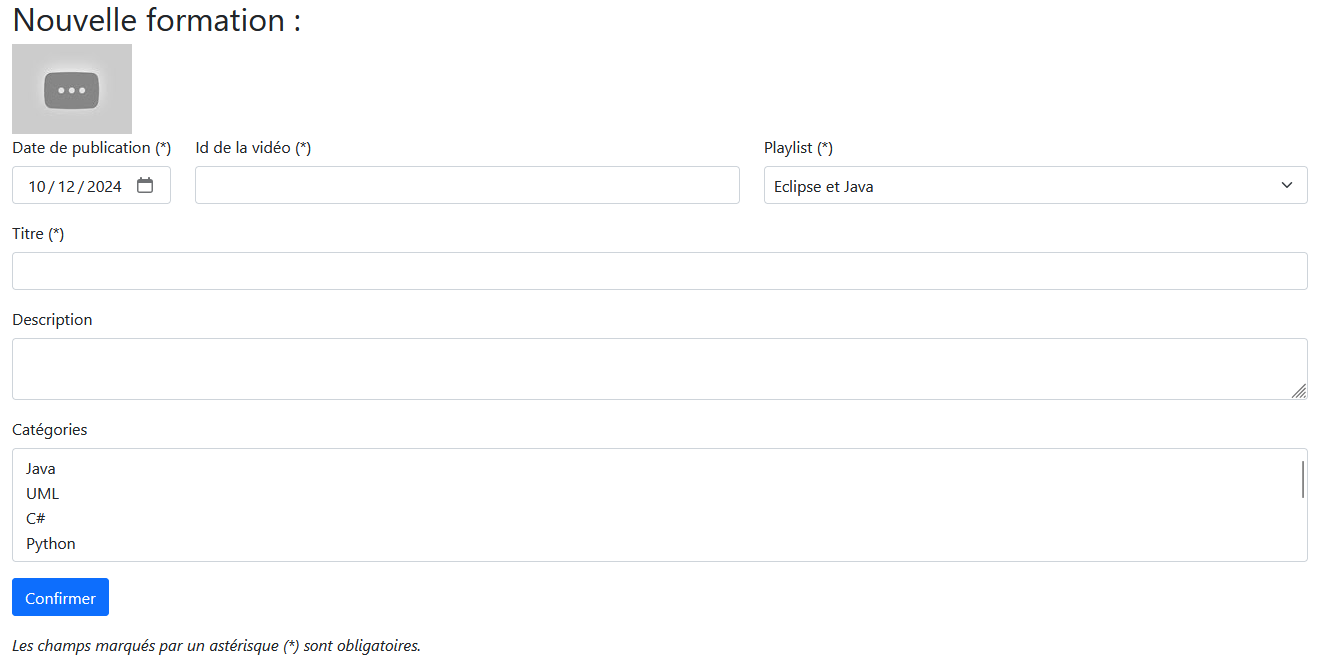 Nouvelle formation :
Date de publication (*) Id de la vidéo (*) Playlist (*)
10/12/2024 Eclipse et Java
Titre (*)
Description
Catégories
Java
UML
C#
Python
Confirmer
Les champs marqués par un astérisque (*) sont obligatoires.